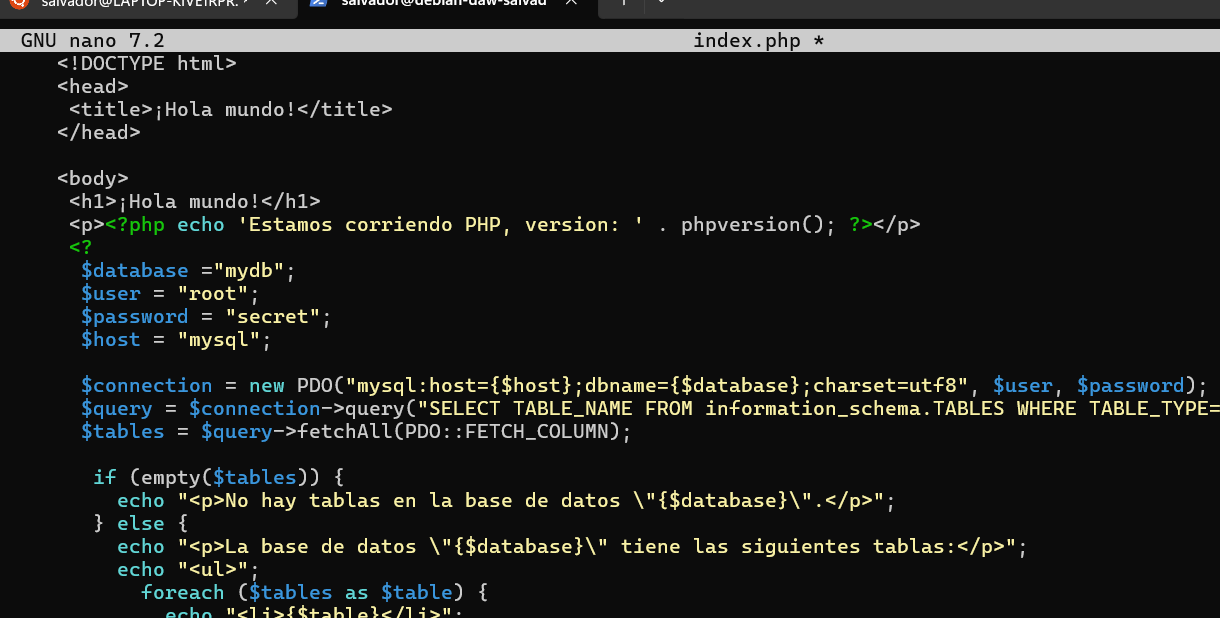 salvador@LAPTOP-KIVE1RPR:
salvador@debian-daw-salvad
GNU nano 7.2 index.php *
<!DOCTYPE html>
<head>
<title>¡Hola mundo!</title>
</head>
<body>
<h1>¡Hola mundo!</h1>
<p><?php echo 'Estamos corriendo PHP, version: ' . phpversion(); ?></p>
<?
$database ="mydb";
$user = "root";
$password = "secret";
$host = "mysql";
$connection = new PDO("mysql:host={$host};dbname={$database};charset=utf8", $user, $password);
$query = $connection->query("SELECT TABLE_NAME FROM information_schema.TABLES WHERE TABLE_TYPE=
$tables = $query->fetchAll(PDO::FETCH_COLUMN);
if (empty($tables)) {
echo "<p>No hay tablas en la base de datos \"{$database}\".</p>";
} else {
echo "<p>La base de datos \"{$database}\" tiene las siguientes tablas:</p>";
echo "<ul>";
foreach ($tables as $table) {
echo "<li>{$table}</li>";